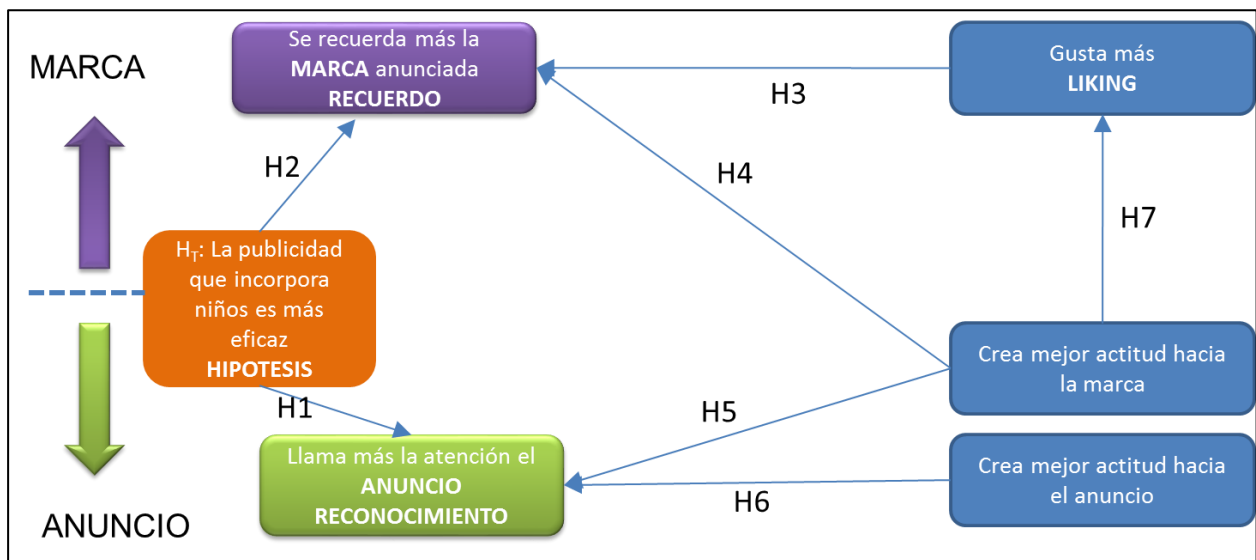 MARCA
Se recuerda más la
MARCA anunciada
RECUERDO
Gusta más
LIKING
H3
H2
H4
H7
H_T: La publicidad
que incorpora
niños es más
eficaz
HIPOTESIS
Crea mejor actitud hacia
la marca
H1
H5
Llama más la atención el
ANUNCIO
RECONOCIMIENTO
Crea mejor actitud hacia
el anuncio
H6
ANUNCIO